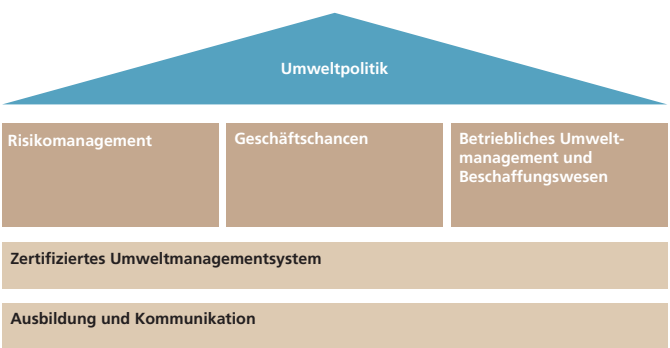 Umweltpolitik
Risikomanagement
Geschäftschancen
Betriebliches Umwelt-
management und
Beschaffungswesen
Zertifiziertes Umweltmanagementsystem
Ausbildung und Kommunikation